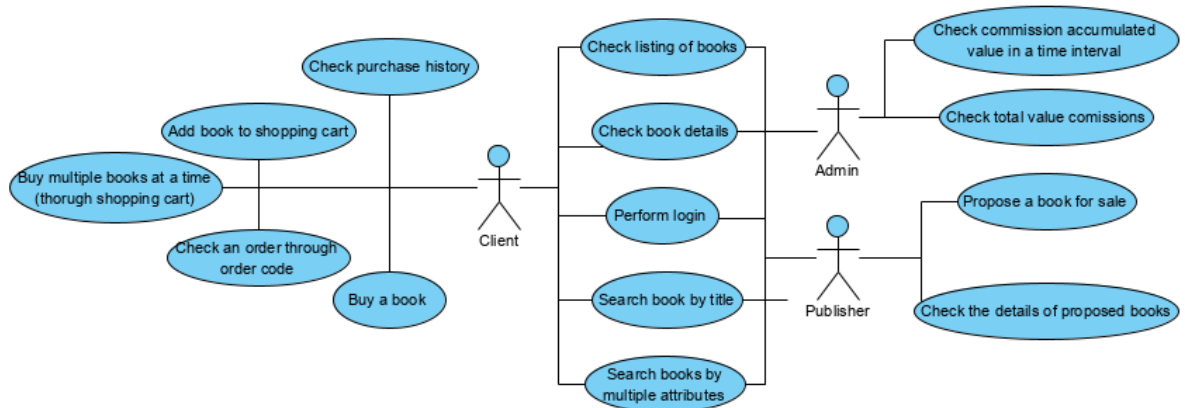 Check purchase history
Add book to shopping cart
Buy multiple books at a time
(thorugh shopping cart)
Check an order through
order code
Buy a book
Client
Check listing of books
Check book details
Perform login
Search book by title
Search books by
multiple attributes
Admin
Publisher
Check commission accumulated
value in a time interval
Check total value comissions
Propose a book for sale
Check the details of proposed books